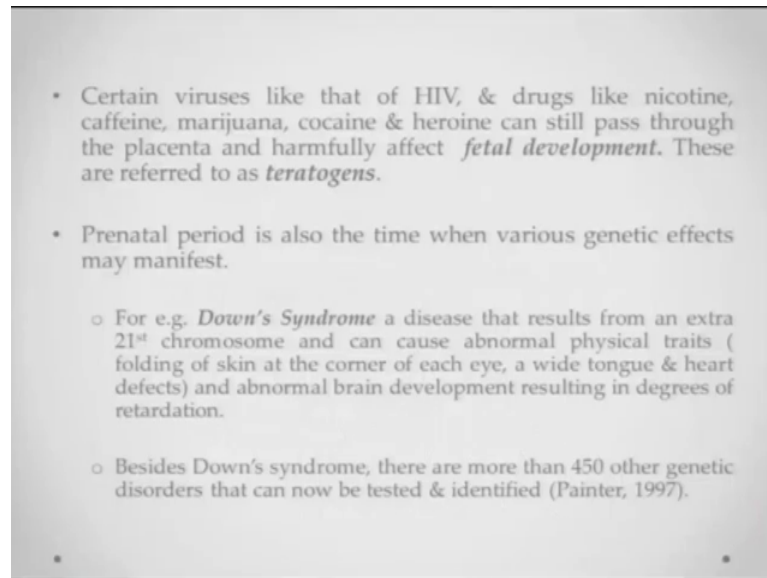 • Certain viruses like that of HIV, & drugs like nicotine,
caffeine, marijuana, cocaine & heroine can still pass through
the placenta and harmfully affect fetal development. These
are referred to as teratogens.
• Prenatal period is also the time when various genetic effects
may manifest.
o For e.g. Down's Syndrome a disease that results from an extra
21st chromosome and can cause abnormal physical traits (
folding of skin at the corner of each eye, a wide tongue & heart
defects) and abnormal brain development resulting in degrees of
retardation.
o Besides Down's syndrome, there are more than 450 other genetic
disorders that can now be tested & identified (Painter, 1997).